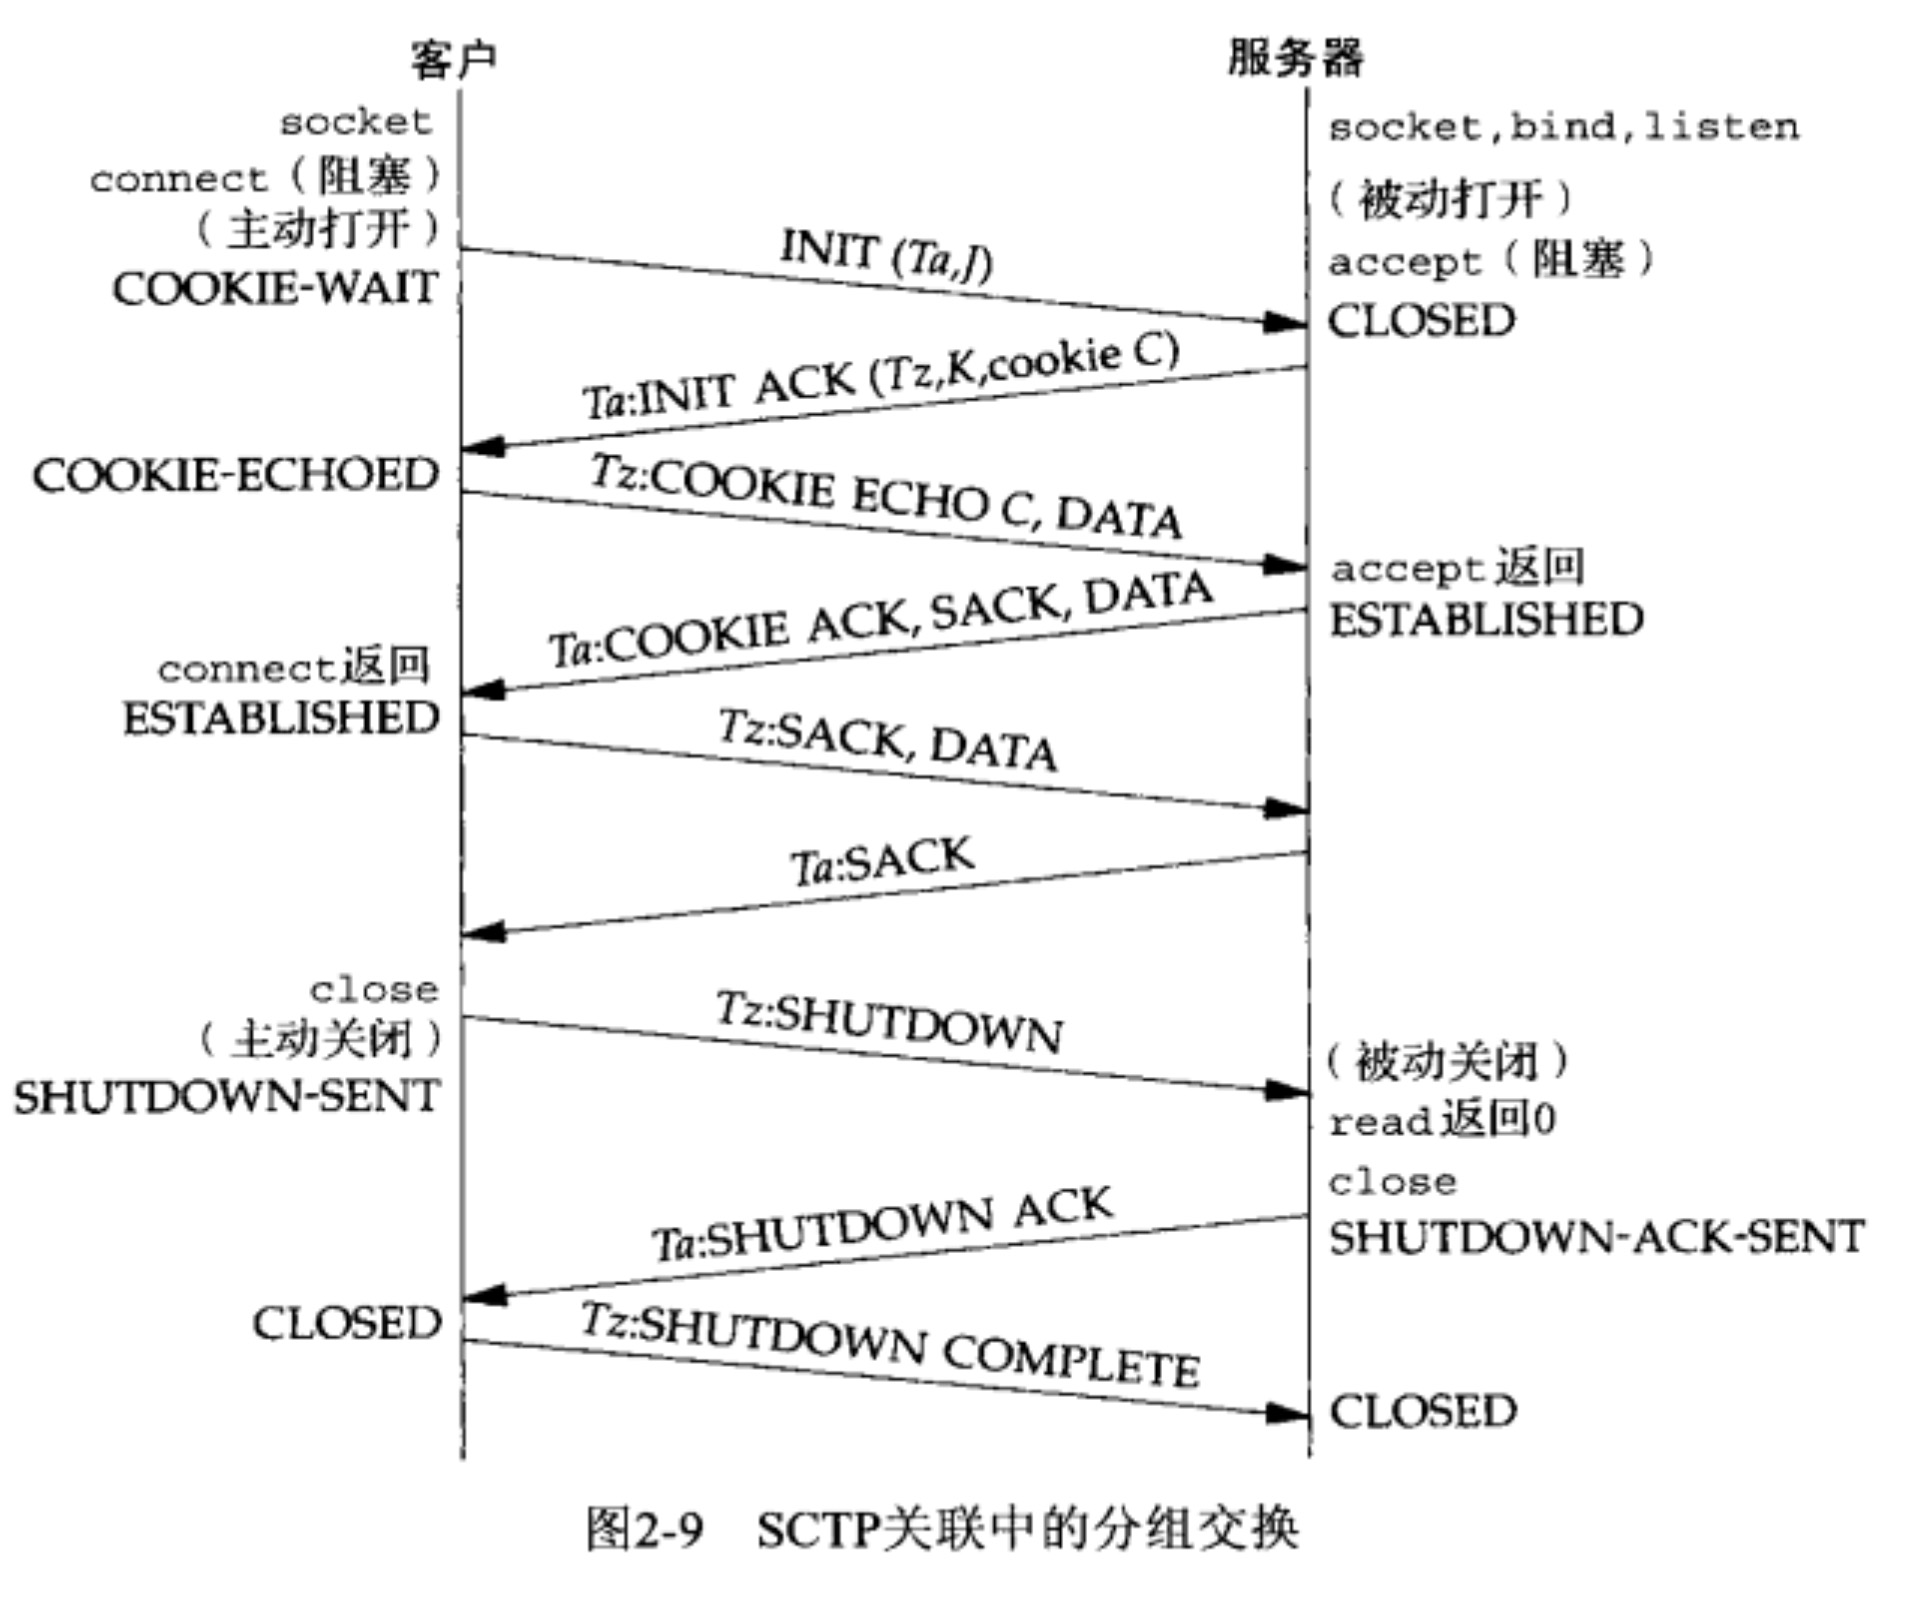 客户
服务器
socket
socket,bind,listen
connect（阻塞）
（主动打开）
（被动打开）
INIT (Ta,J)
accept（阻塞）
COOKIE-WAIT
CLOSED
Ta:INIT ACK (Tz,K,cookie C)
COOKIE-ECHOED
Tz:COOKIE ECHO C, DATA
accept返回
Ta:COOKIE ACK, SACK, DATA
ESTABLISHED
connect返回
ESTABLISHED
Tz:SACK, DATA
Ta:SACK
close
Tz:SHUTDOWN
（主动关闭）
（被动关闭）
SHUTDOWN-SENT
read返回0
close
Ta:SHUTDOWN ACK
SHUTDOWN-ACK-SENT
CLOSED
Tz:SHUTDOWN COMPLETE
CLOSED
图2-9 SCTP关联中的分组交换